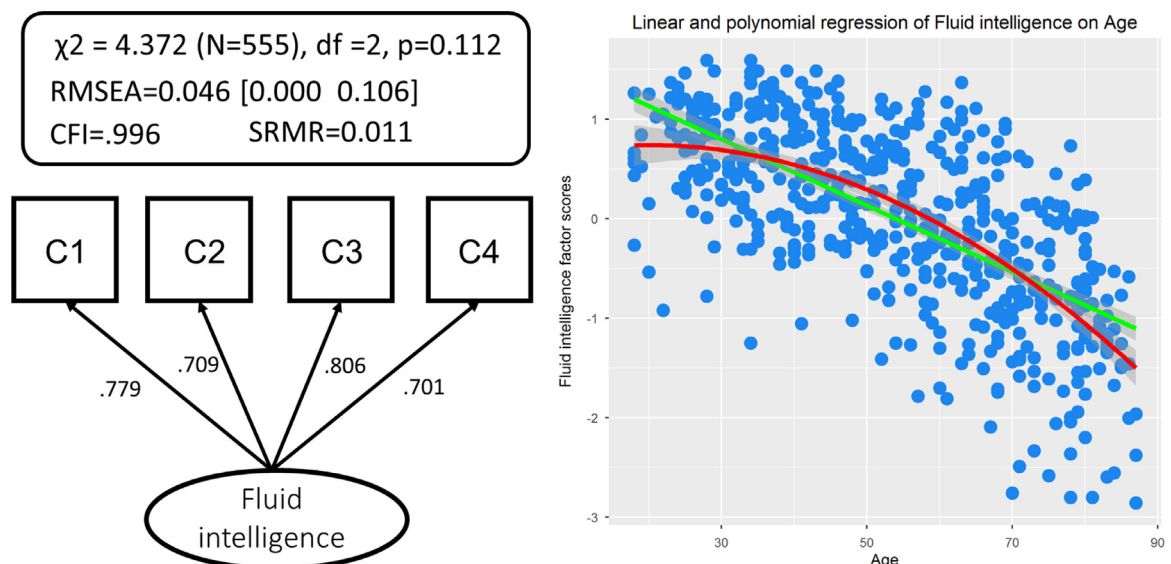 χ2 = 4.372 (N=555), df =2, p=0.112
RMSEA=0.046 [0.000 0.106]
CFI=.996 SRMR=0.011
C1 C2 C3 C4
.779 .709 .806 .701
Fluid
intelligence
Linear and polynomial regression of Fluid intelligence on Age
Fluid intelligence factor scores
1
0
-1
-2
-3
30 50 70 90
Age